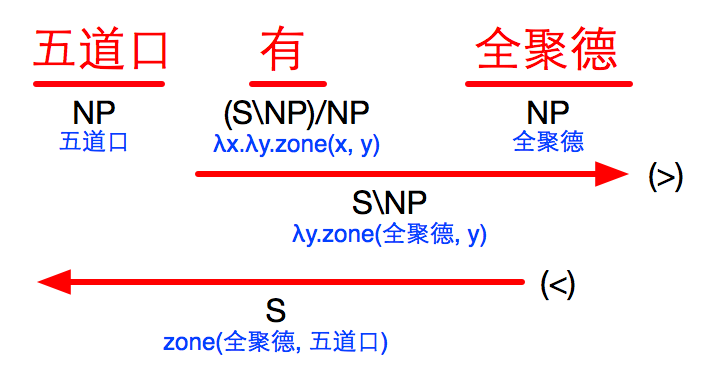 五道口 有 全聚德
NP (S\NP)/NP NP
五道口 λx.λy.zone(x, y) 全聚德
(>)
S\NP
λy.zone(全聚德, y)
(<)
S
zone(全聚德, 五道口)